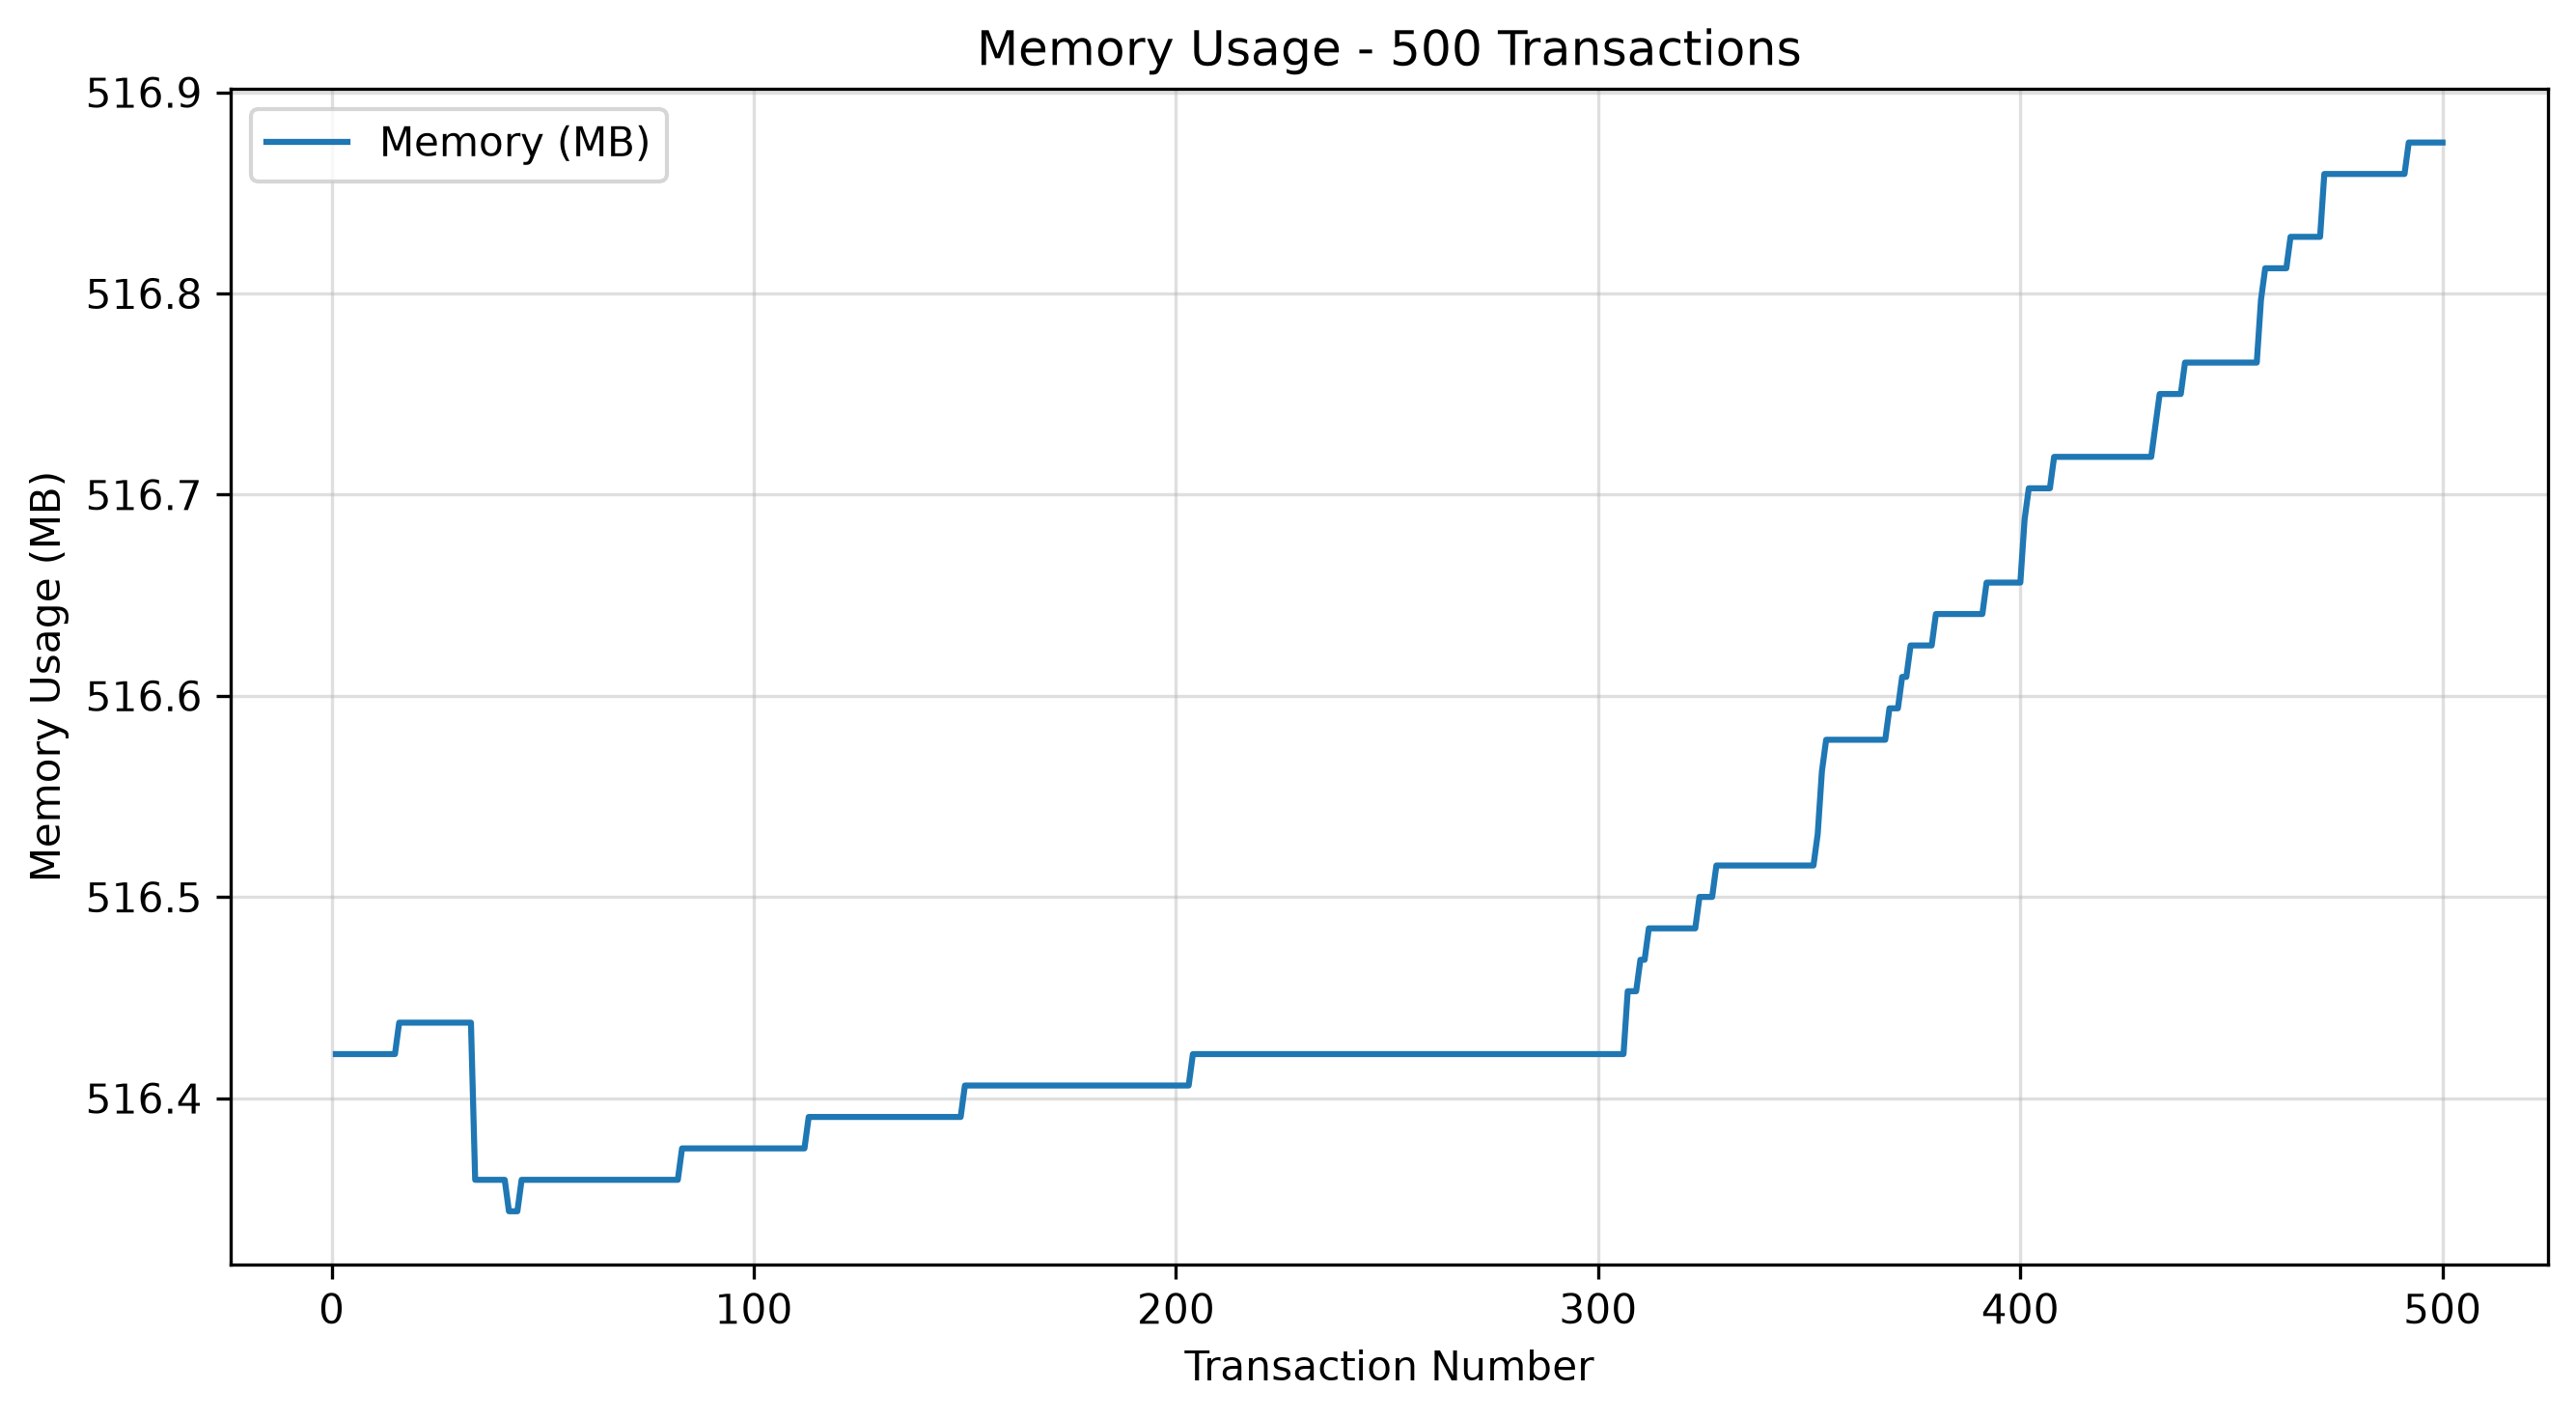 Memory Usage - 500 Transactions
Memory (MB)
Memory Usage (MB)
516.9
516.8
516.7
516.6
516.5
516.4
0 100 200 300 400 500
Transaction Number